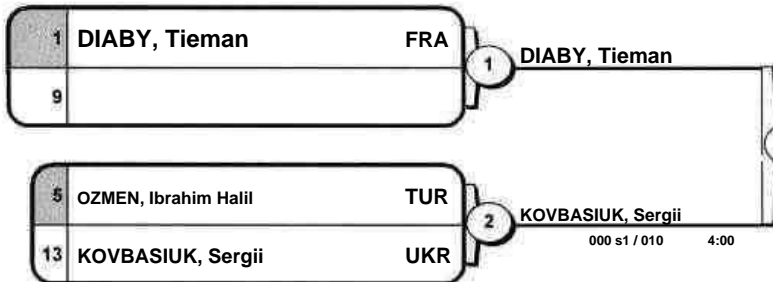 1 DIABY, Tieman FRA
1 DIABY, Tieman
9
5 OZMEN, Ibrahim Halil TUR
2 KOVBASIUK, Sergii
000 s1 / 010 4:00
13 KOVBASIUK, Sergii UKR